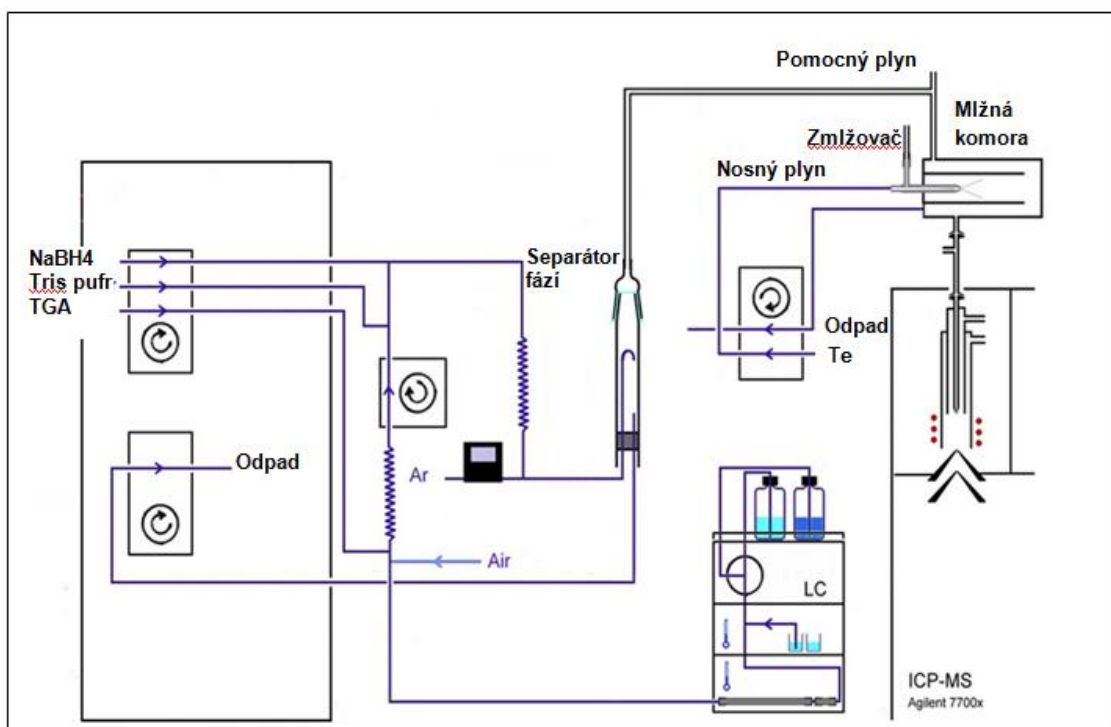 Pomocný plyn
Mlžná
komora
Zmlžovač
Nosný plyn
NaBH4
Tris pufr
TGA
Separátor
fází
Odpad
Te
Odpad
Ar
Air
LC
ICP-MS
Agilent 7700x